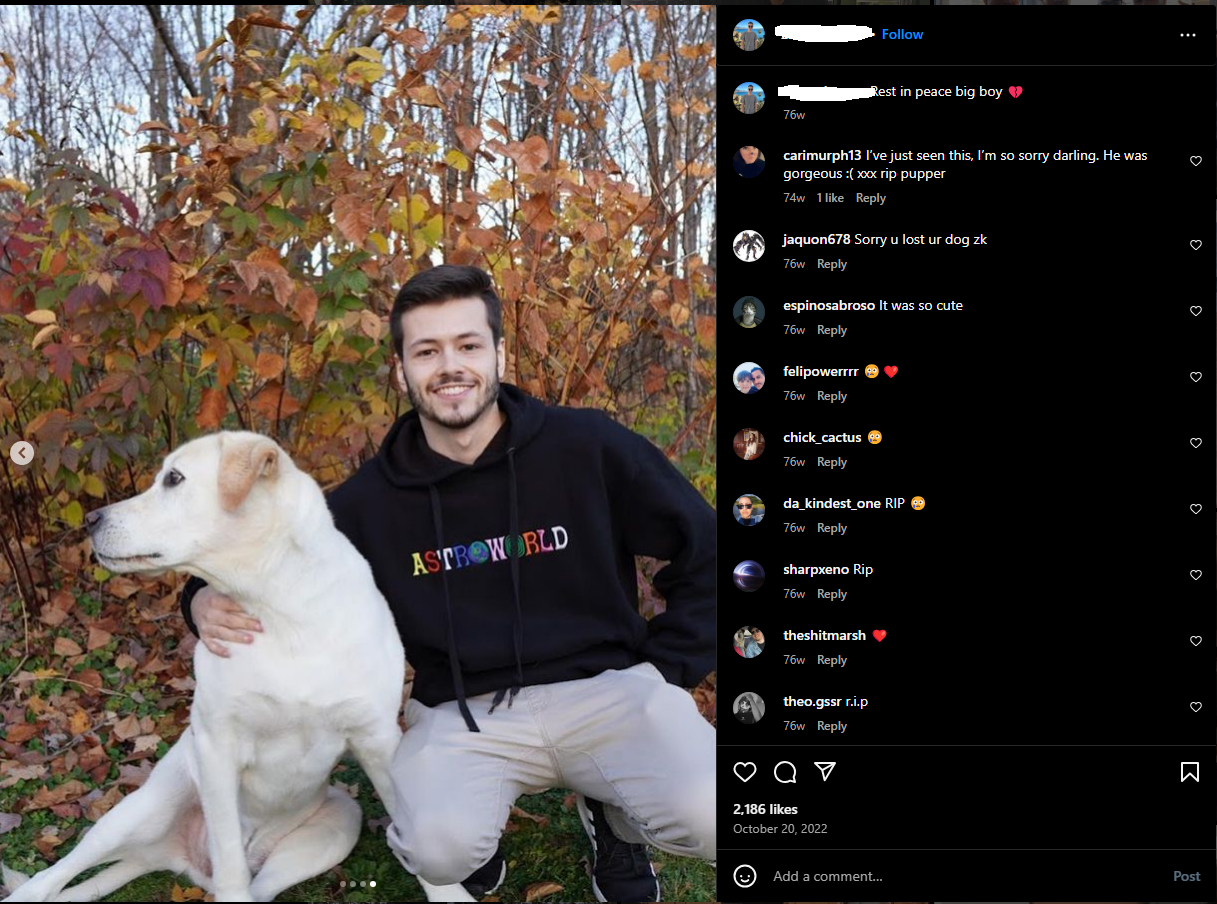 ASTROWORLD
Follow
Rest in peace big boy 💔
76w
carimurph13 I've just seen this, I'm so sorry darling. He was
gorgeous :( xxx rip pupper
74w 1 like Reply
jaquon678 Sorry u lost ur dog zk
76w Reply
espinosabroso It was so cute
76w Reply
felipowerrrr 😳 ❤️
76w Reply
chick_cactus 😳
76w Reply
da_kindest_one RIP 😳
76w Reply
sharpxeno Rip
76w Reply
theshitmarsh ❤️
76w Reply
theo.gssr r.i.p
76w Reply
2,186 likes
October 20, 2022
Add a comment...
Post